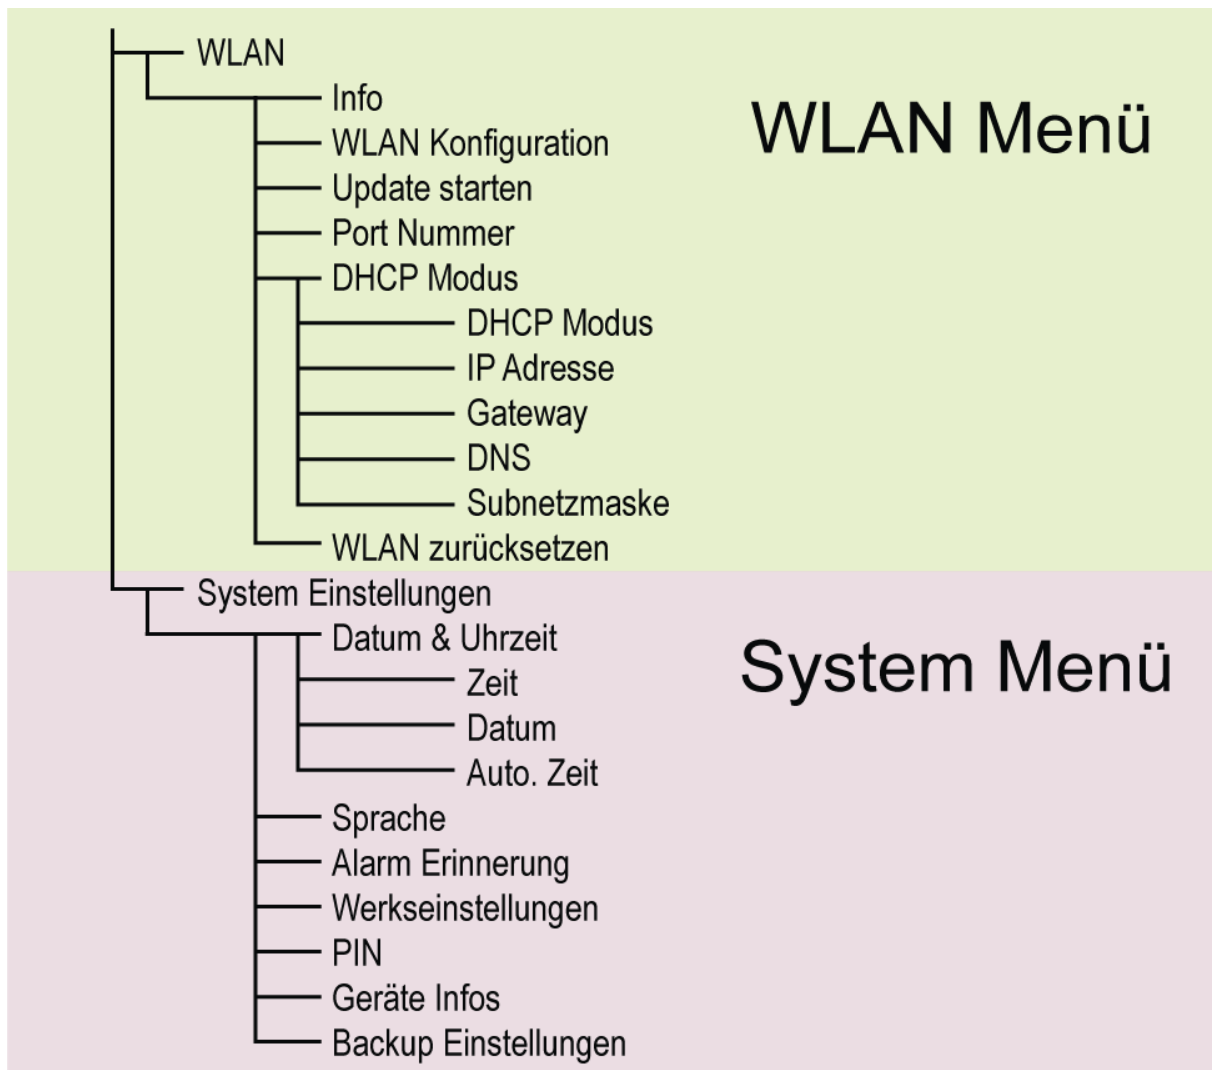 WLAN
Info
WLAN Menü
WLAN Konfiguration
Update starten
Port Nummer
DHCP Modus
DHCP Modus
IP Adresse
Gateway
DNS
Subnetzmaske
WLAN zurücksetzen
System Einstellungen
Datum & Uhrzeit
System Menü
Zeit
Datum
Auto. Zeit
Sprache
Alarm Erinnerung
Werkseinstellungen
PIN
Geräte Infos
Backup Einstellungen